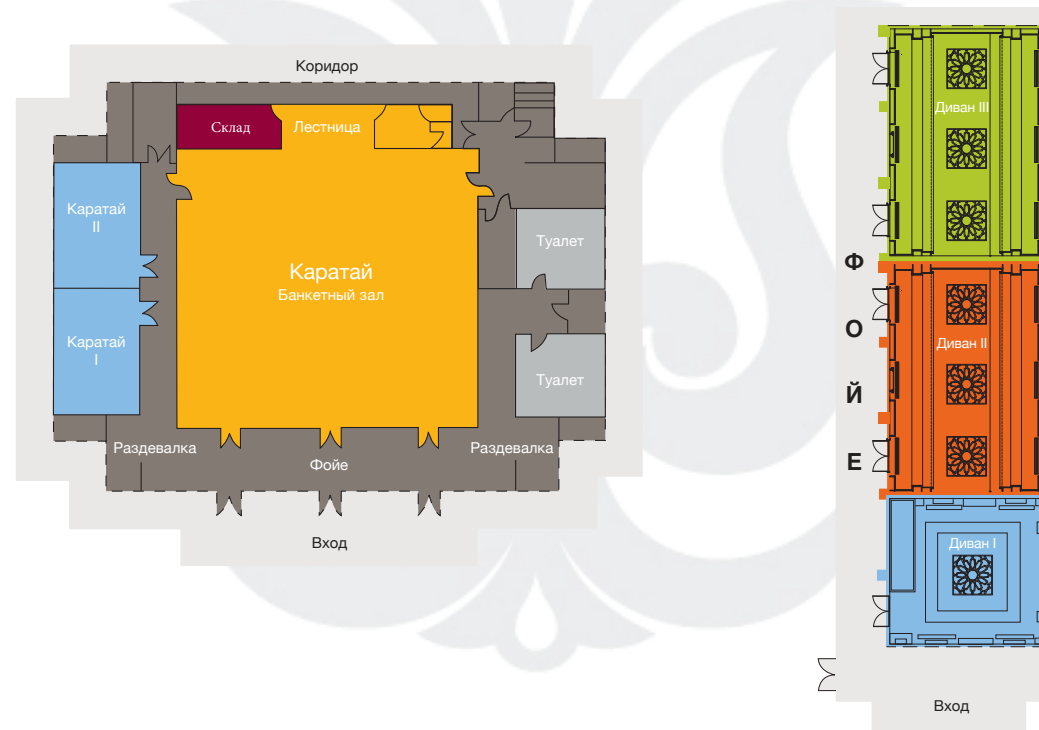 Коридор
Склад
Лестница
Каратай
II
Туалет
Каратай
Банкетный зал
Каратай
I
Туалет
Раздевалка
Фойе
Раздевалка
Вход
Диван III
ФОЙЕ
Диван II
Диван I
Вход